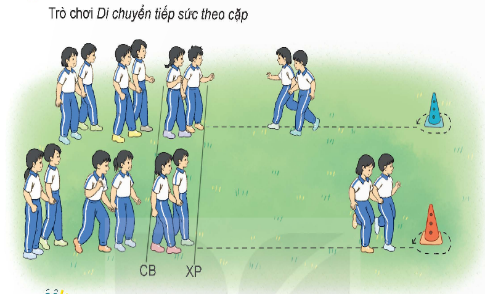 Trò chơi Di chuyển tiếp sức theo cặp
CB XP